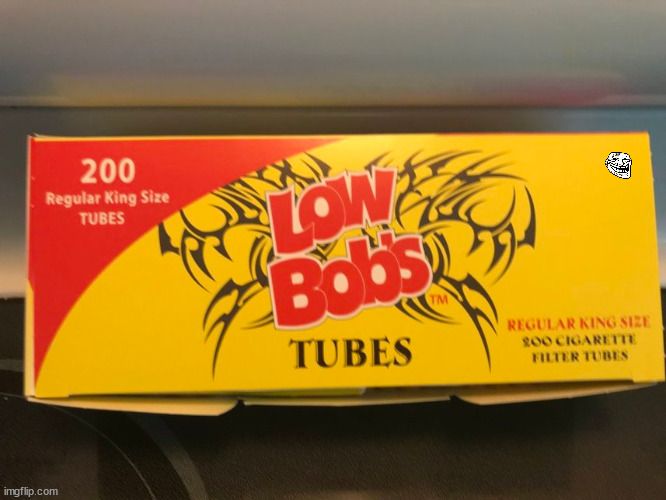 200
Regular King Size
TUBES
LOW
BOB'S
TM
TUBES
REGULAR KING SIZE
200 CIGARETTE
FILTER TUBES
imgflip.com